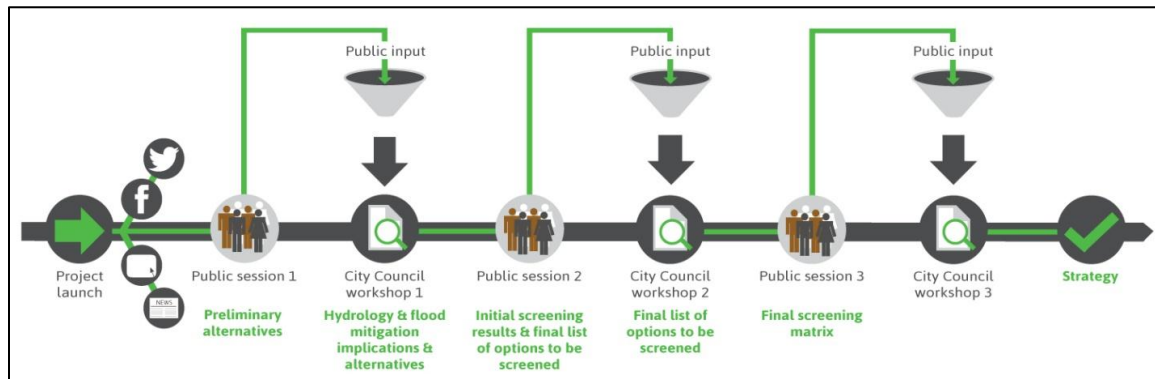 Public input
Public input
Public input
NEWS
Project
launch
Public session 1
Preliminary
alternatives
City Council
workshop 1
Hydrology & flood
mitigation
implications &
alternatives
Public session 2
Initial screening
results & final list
of options to be
screened
City Council
workshop 2
Final list of
options to be
screened
Public session 3
Final screening
matrix
City Council
workshop 3
Strategy